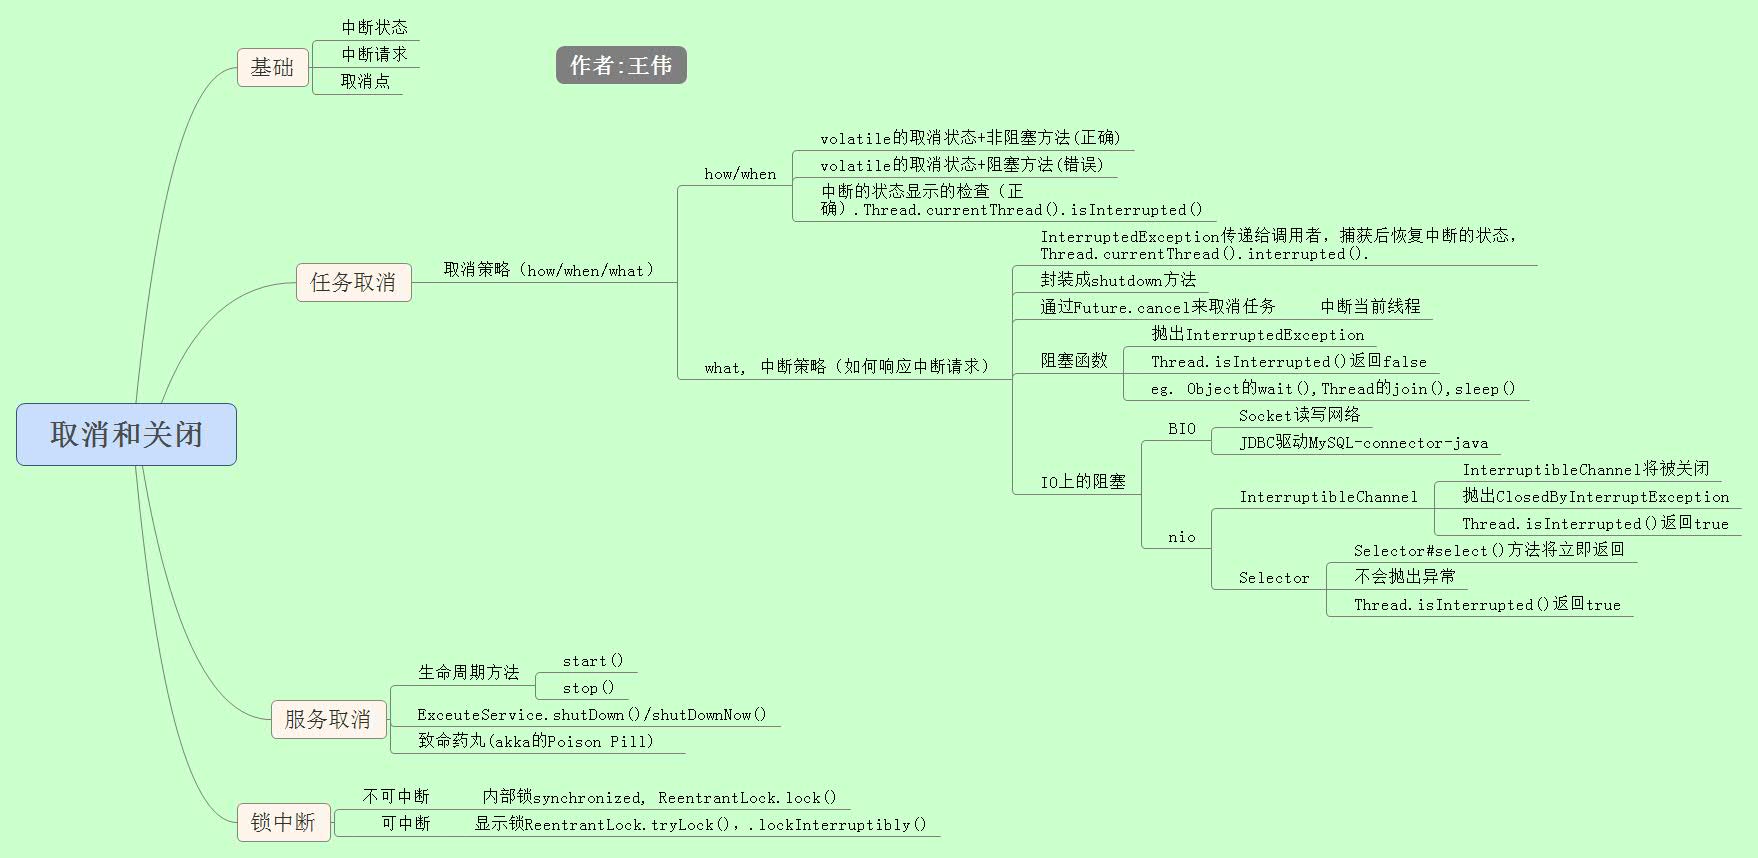 取消和关闭
作者:王伟
基础
中断状态
中断请求
取消点
任务取消
取消策略（how/when/what）
how/when
volatile的取消状态+非阻塞方法(正确)
volatile的取消状态+阻塞方法(错误)
中断的状态显示的检查（正
确）.Thread.currentThread().isInterrupted()
what, 中断策略（如何响应中断请求）
InterruptedException传递给调用者，捕获后恢复中断的状态，
Thread.currentThread().interrupted().
封装成shutdown方法
通过Future.cancel来取消任务
中断当前线程
阻塞函数
抛出InterruptedException
Thread.isInterrupted()返回false
eg. Object的wait(),Thread的join(),sleep()
IO上的阻塞
BIO
Socket读写网络
JDBC驱动MySQL-connector-java
nio
InterruptibleChannel
InterruptibleChannel将被关闭
抛出ClosedByInterruptException
Thread.isInterrupted()返回true
Selector
Selector#select()方法将立即返回
不会抛出异常
Thread.isInterrupted()返回true
服务取消
生命周期方法
start()
stop()
ExceuteService.shutDown()/shutDownNow()
致命药丸(akka的Poison Pill)
锁中断
不可中断
内部锁synchronized, ReentrantLock.lock()
可中断
显示锁ReentrantLock.tryLock(), .lockInterruptibly()